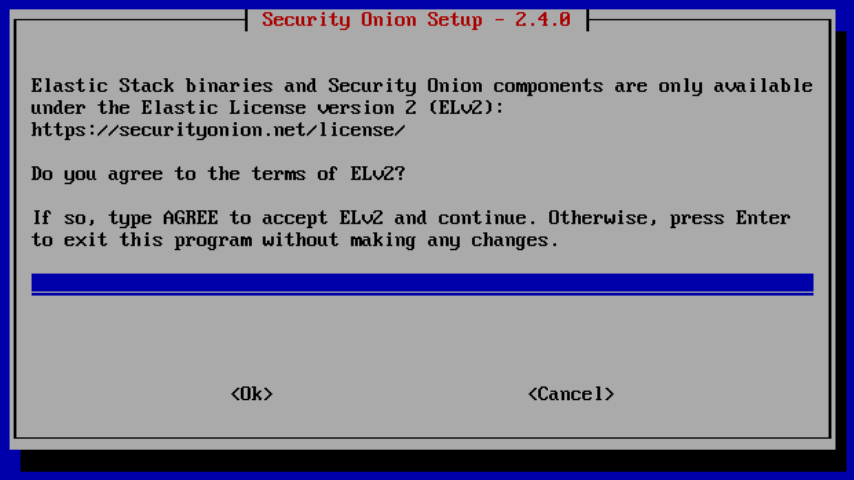 Security Onion Setup - 2.4.0
Elastic Stack binaries and Security Onion components are only available
under the Elastic License version 2 (ELv2):
https://securityonion.net/license/
Do you agree to the terms of ELv2?
If so, type AGREE to accept ELv2 and continue. Otherwise, press Enter
to exit this program without making any changes.
<Ok> <Cancel>